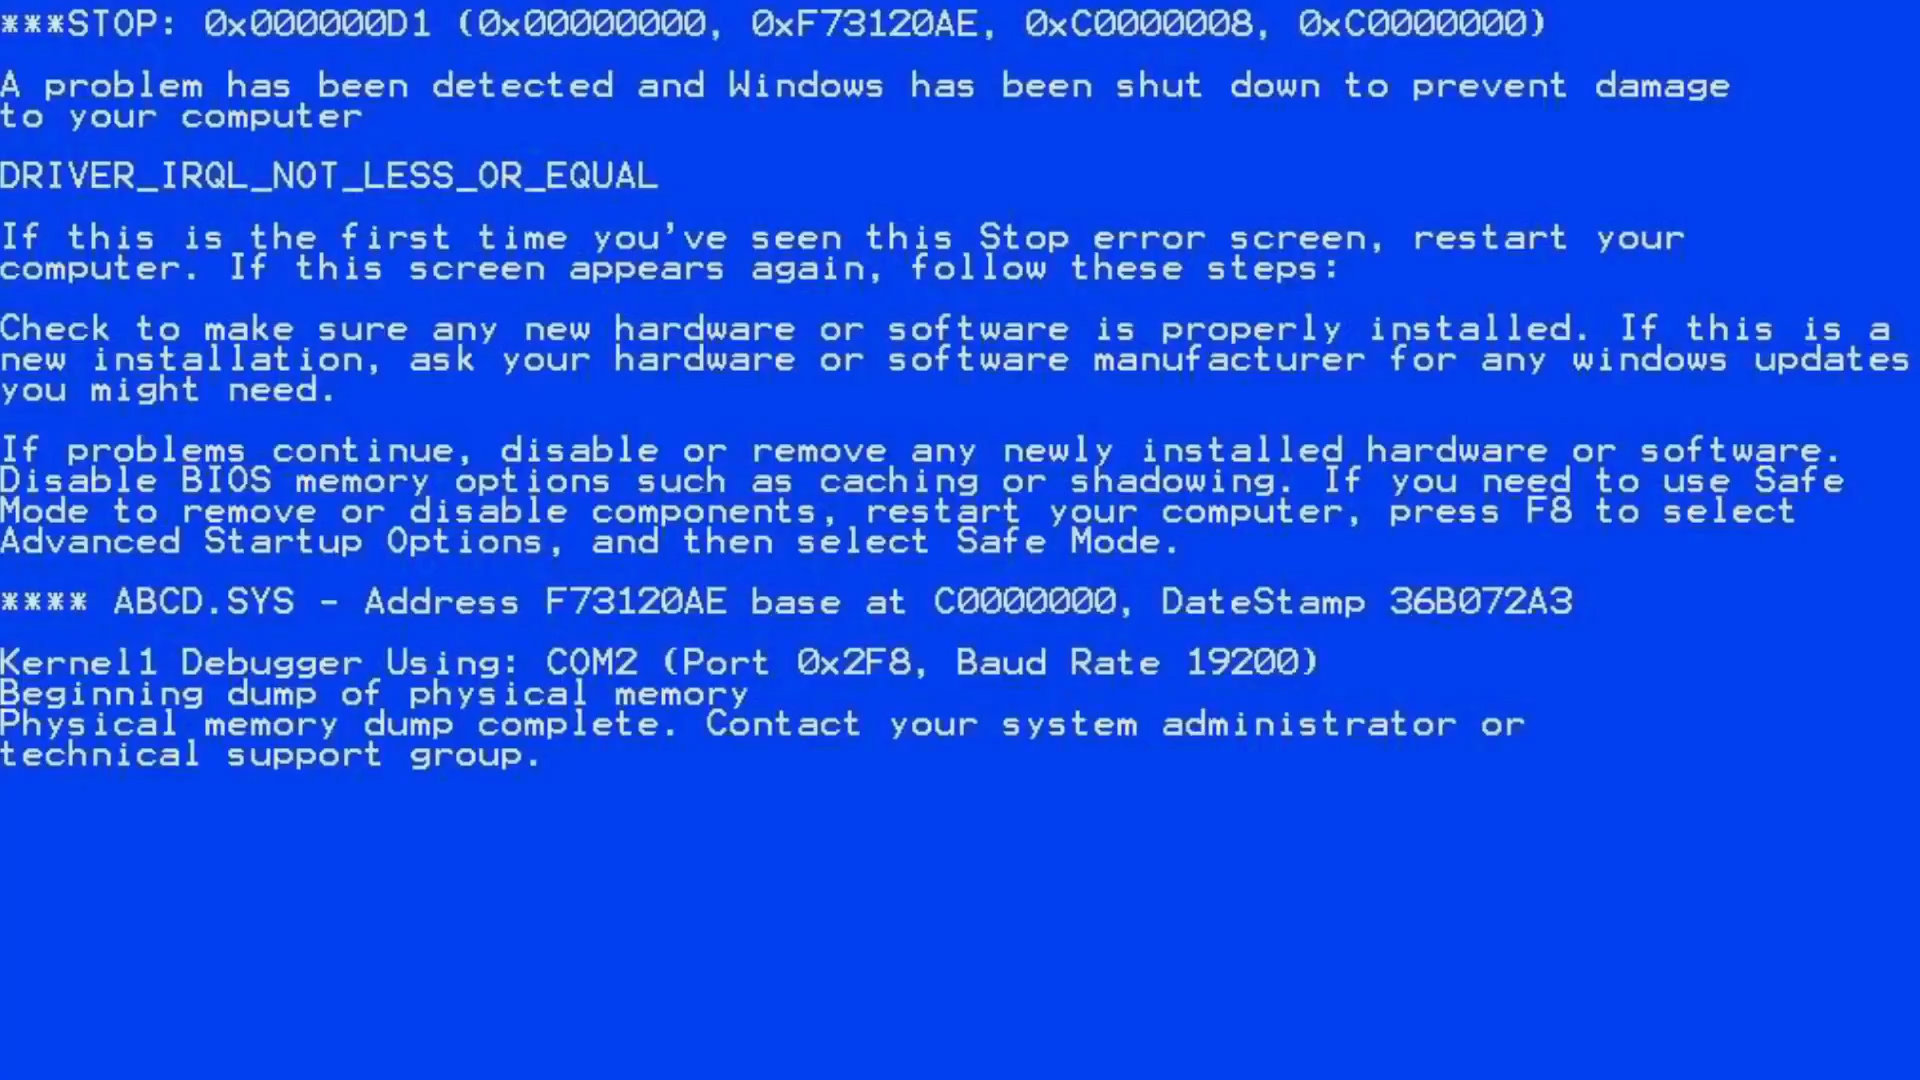 ***STOP: 0x000000D1 (0x00000000, 0xF73120AE, 0xC0000008, 0xC0000000)
A problem has been detected and Windows has been shut down to prevent damage
to your computer
DRIVER_IRQL_NOT_LESS_OR_EQUAL
If this is the first time you've seen this Stop error screen, restart your
computer. If this screen appears again, follow these steps:
Check to make sure any new hardware or software is properly installed. If this is a
new installation, ask your hardware or software manufacturer for any windows updates
you might need.
If problems continue, disable or remove any newly installed hardware or software.
Disable BIOS memory options such as caching or shadowing. If you need to use Safe
Mode to remove or disable components, restart your computer, press F8 to select
Advanced Startup Options, and then select Safe Mode.
**** ABCD.SYS - Address F73120AE base at C0000000, DateStamp 36B072A3
Kernel1 Debugger Using: COM2 (Port 0x2F8, Baud Rate 19200)
Beginning dump of physical memory
Physical memory dump complete. Contact your system administrator or
technical support group.